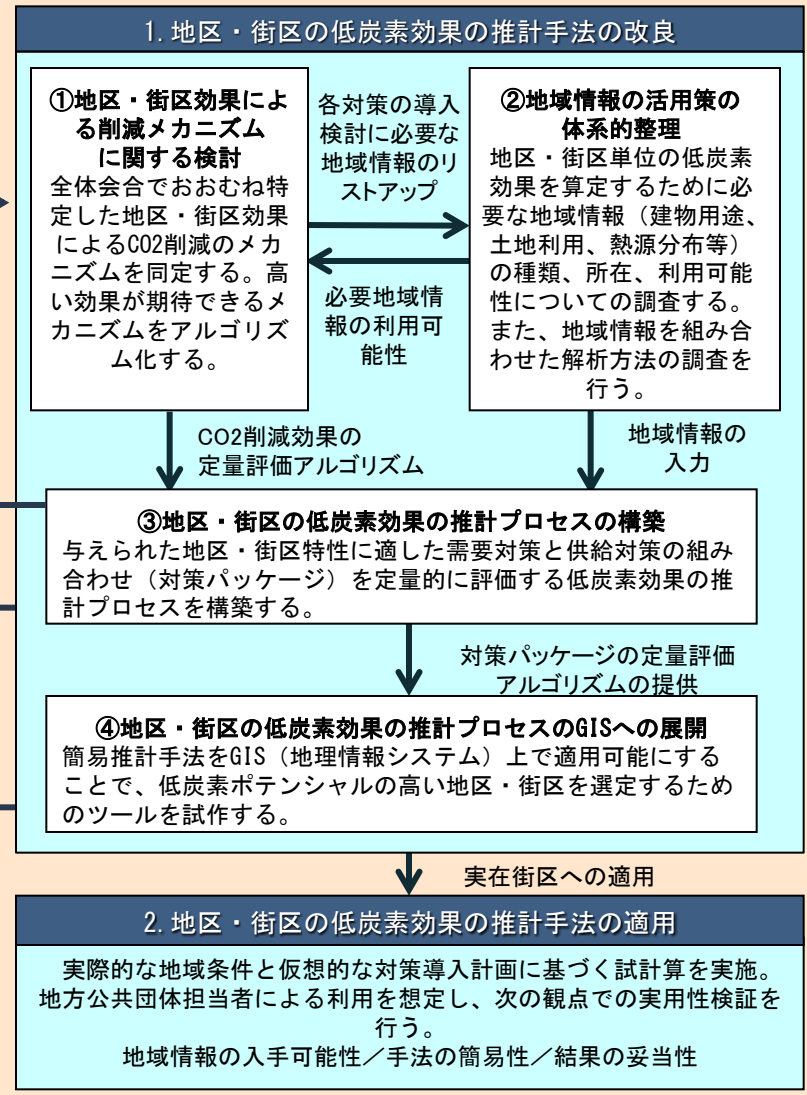 1. 地区・街区の低炭素効果の推計手法の改良
①地区・街区効果によ
る削減メカニズム
に関する検討
全体会合でおおむね特
定した地区・街区効果
によるCO2削減のメカ
ニズムを同定する。高
い効果が期待できるメ
カニズムをアルゴリズ
ム化する。
各対策の導入
検討に必要な
地域情報のリ
ストアップ
必要地域情
報の利用可
能性
②地域情報の活用策の
体系的整理
地区・街区単位の低炭素
効果を算定するために必
要な地域情報（建物用途、
土地利用、熱源分布等）
の種類、所在、利用可能
性についての調査する。
また、地域情報を組み合
わせた解析方法の調査を
行う。
CO2削減効果の
定量評価アルゴリズム
地域情報の
入力
③地区・街区の低炭素効果の推計プロセスの構築
与えられた地区・街区特性に適した需要対策と供給対策の組み
合わせ（対策パッケージ）を定量的に評価する低炭素効果の推
計プロセスを構築する。
対策パッケージの定量評価
アルゴリズムの提供
④地区・街区の低炭素効果の推計プロセスのGISへの展開
簡易推計手法をGIS（地理情報システム）上で適用可能にする
ことで、低炭素ポテンシャルの高い地区・街区を選定するため
のツールを試作する。
実在街区への適用
2. 地区・街区の低炭素効果の推計手法の適用
実際的な地域条件と仮想的な対策導入計画に基づく試計算を実施。
地方公共団体担当者による利用を想定し、次の観点での実用性検証を
行う。
地域情報の入手可能性／手法の簡易性／結果の妥当性